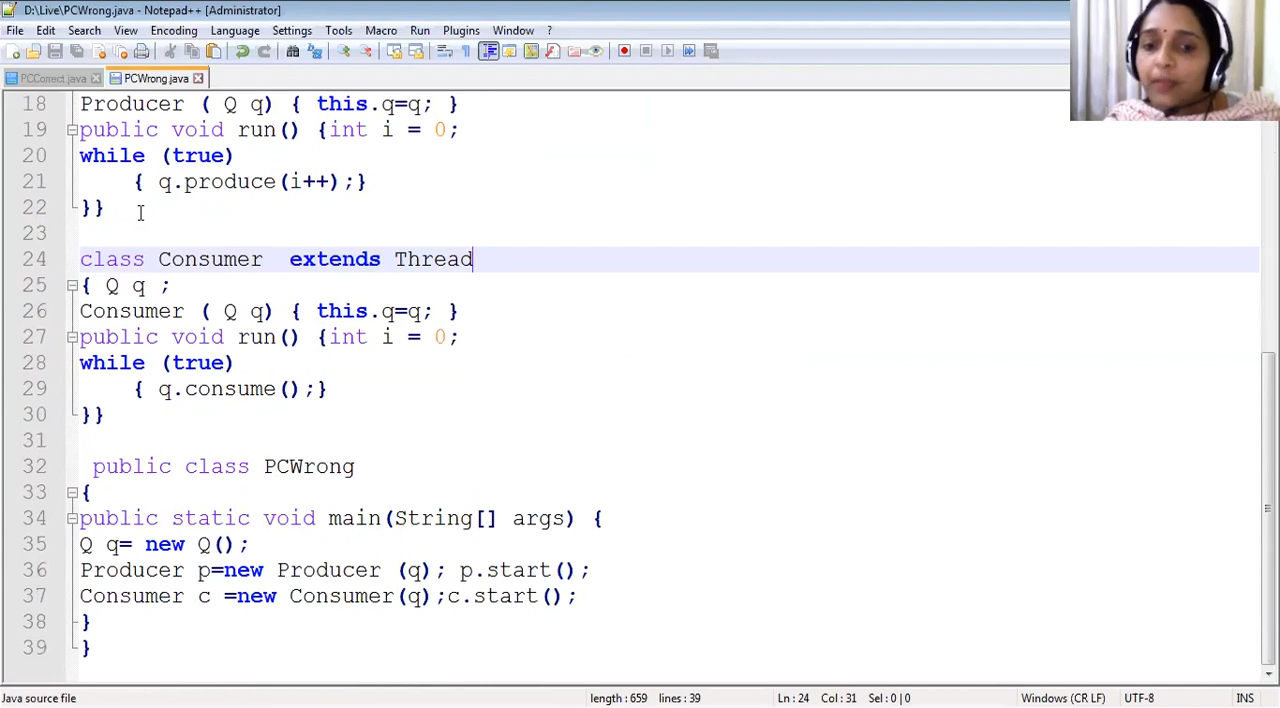 D:\Live\PCWrong.java - Notepad++ [Administrator]
File Edit Search View Encoding Language Settings Tools Macro Run Plugins Window ?
PCCorrect.java PCWrong.java
18 Producer ( Q q) { this.q=q; }
19 public void run() {int i = 0;
20 while (true)
21 { q.produce(i++);}
22 }}
23
24 class Consumer  extends Thread
25 { Q q ;
26 Consumer ( Q q) { this.q=q; }
27 public void run() {int i = 0;
28 while (true)
29 { q.consume();}
30 }}
31
32 public class PCWrong
33 {
34 public static void main(String[] args) {
35 Q q= new Q();
36 Producer p=new Producer (q); p.start();
37 Consumer c =new Consumer(q);c.start();
38 }
39 }
Java source file length : 659 lines : 39 Ln : 24 Col : 31 Sel : 0 | 0 Windows (CR LF) UTF-8 INS